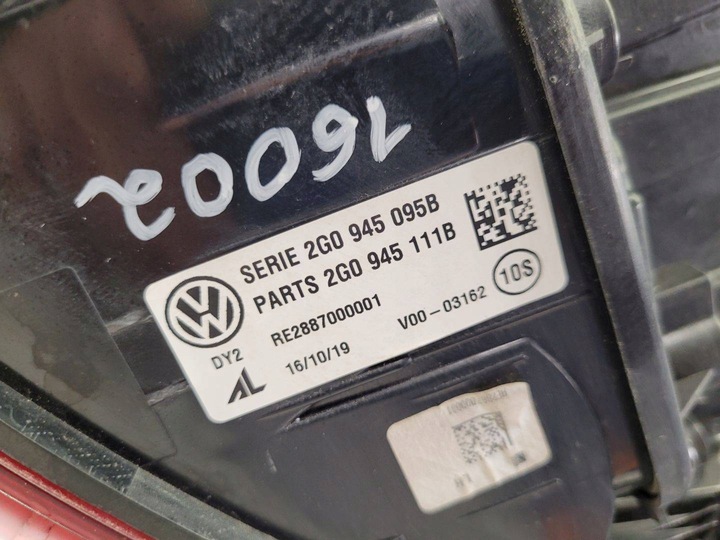 16002
SERIE 2G0 945 095B
PARTS 2G0 945 111B
RE2887000001
V00-03162
10S
DY2
16/10/19
AL